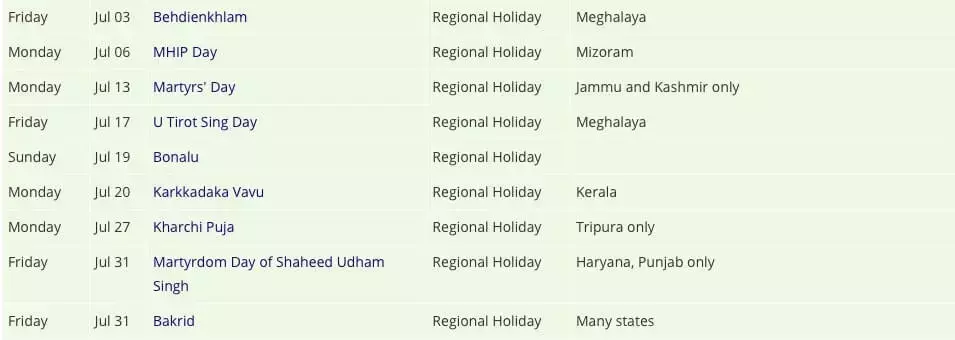 Friday Jul 03 Behdienkhlam Regional Holiday Meghalaya
Monday Jul 06 MHIP Day Regional Holiday Mizoram
Monday Jul 13 Martyrs' Day Regional Holiday Jammu and Kashmir only
Friday Jul 17 U Tirot Sing Day Regional Holiday Meghalaya
Sunday Jul 19 Bonalu Regional Holiday
Monday Jul 20 Karkkadaka Vavu Regional Holiday Kerala
Monday Jul 27 Kharchi Puja Regional Holiday Tripura only
Friday Jul 31 Martyrdom Day of Shaheed Udham Regional Holiday Haryana, Punjab only
Singh
Friday Jul 31 Bakrid Regional Holiday Many states